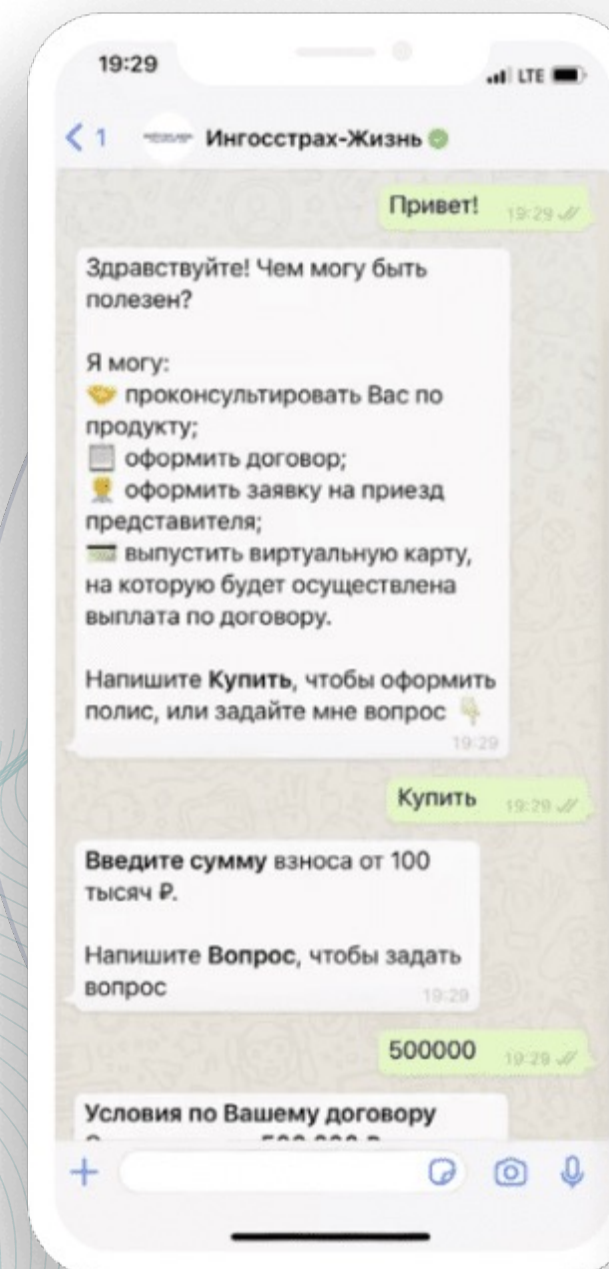 19:29
LTE
1 Ингосстрах-Жизнь
Привет! 19:29
Здравствуйте! Чем могу быть
полезен?
Я могу:
🤝 проконсультировать Вас по
продукту;
оформить договор;
оформить заявку на приезд
представителя;
💳 выпустить виртуальную карту,
на которую будет осуществлена
выплата по договору.
Напишите Купить, чтобы оформить
полис, или задайте мне вопрос 👇
19:29
Купить 19:29
Введите сумму взноса от 100
тысяч ₽.
Напишите Вопрос, чтобы задать
вопрос 19:29
500000 19:29
Условия по Вашему договору